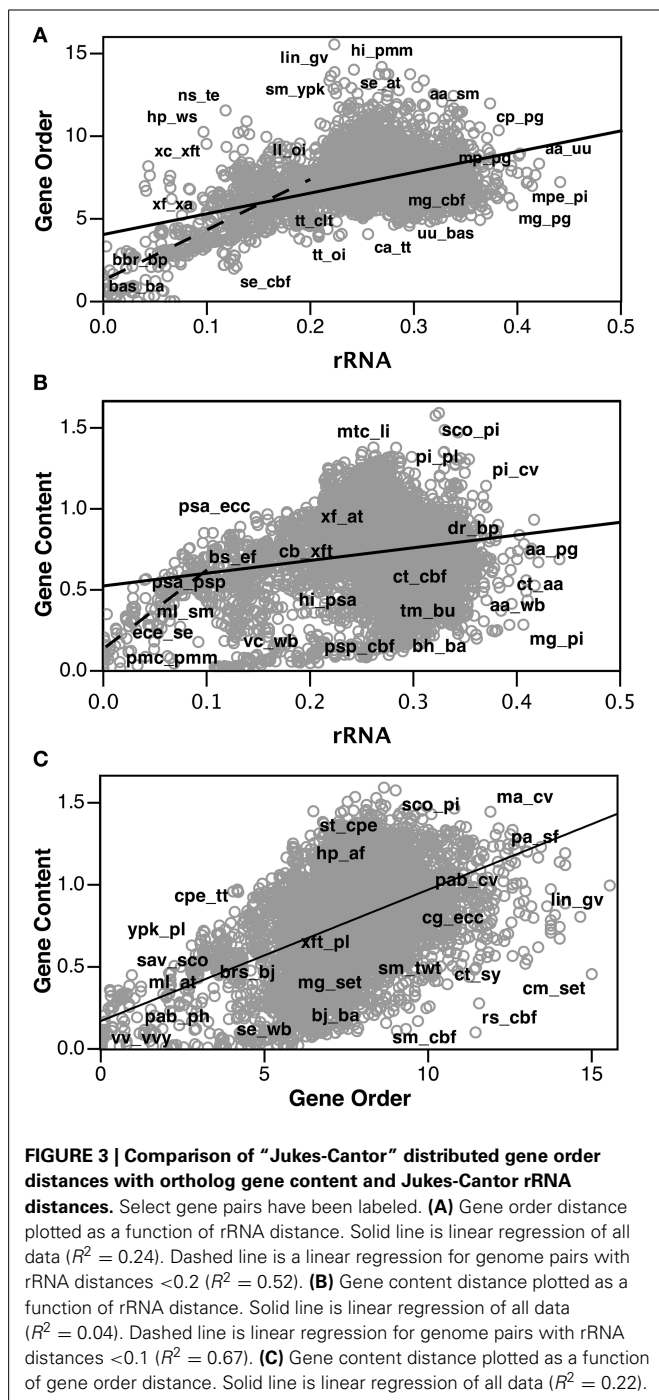 A
15
10
5
0
Gene Order
lin_gv
hi_pmm
sm_ypk
se_at
ns_te
aa_sm
hp_ws
cp_pg
xc_xft
ll_oi
mp_pg
aa_uu
xf_xa
mg_cbf
mpe_pi
tt_clt
mg_pg
uu_bas
bbr_bp
tt_oi
ca_tt
bas_ba
se_cbf
0.0 0.1 0.2 0.3 0.4 0.5
rRNA
B
1.5
1.0
0.5
0.0
Gene Content
mtc_li
sco_pi
pi_pl
pi_cv
psa_ecc
xf_at
dr_bp
bs_ef
cb_xft
aa_pg
psa_psp
ct_cbf
ct_aa
ml_sm
hi_psa
tm_bu
aa_wb
ece_se
vc_wb
psp_cbf
bh_ba
mg_pi
pmc_pmm
0.0 0.1 0.2 0.3 0.4 0.5
rRNA
C
1.5
1.0
0.5
0.0
Gene Content
sco_pi
ma_cv
st_cpe
pa_sf
hp_af
cpe_tt
pab_cv
lin_gv
ypk_pl
cg_ecc
xft_pl
sav_sco
brs_bj
sm_twt
ct_sy
ml_at
mg_set
cm_set
pab_ph
bj_ba
rs_cbf
vv_vvy
se_wb
sm_cbf
0 5 10 15
Gene Order
FIGURE 3 | Comparison of “Jukes-Cantor” distributed gene order
distances with ortholog gene content and Jukes-Cantor rRNA
distances. Select gene pairs have been labeled. (A) Gene order distance
plotted as a function of rRNA distance. Solid line is linear regression of all
data (R² = 0.24). Dashed line is a linear regression for genome pairs with
rRNA distances <0.2 (R² = 0.52). (B) Gene content distance plotted as a
function of rRNA distance. Solid line is linear regression of all data
(R² = 0.04). Dashed line is linear regression for genome pairs with rRNA
distances <0.1 (R² = 0.67). (C) Gene content distance plotted as a function
of gene order distance. Solid line is linear regression of all data (R² = 0.22).